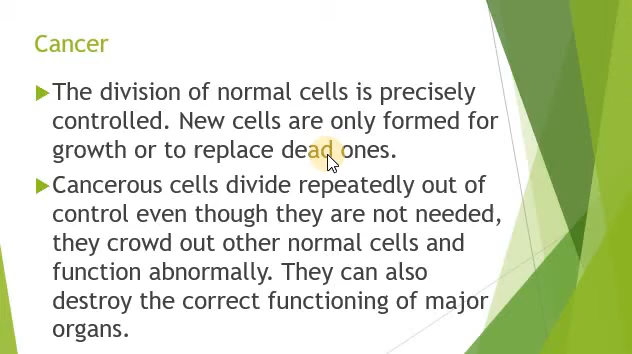 Cancer
The division of normal cells is precisely
controlled. New cells are only formed for
growth or to replace dead ones.
Cancerous cells divide repeatedly out of
control even though they are not needed,
they crowd out other normal cells and
function abnormally. They can also
destroy the correct functioning of major
organs.